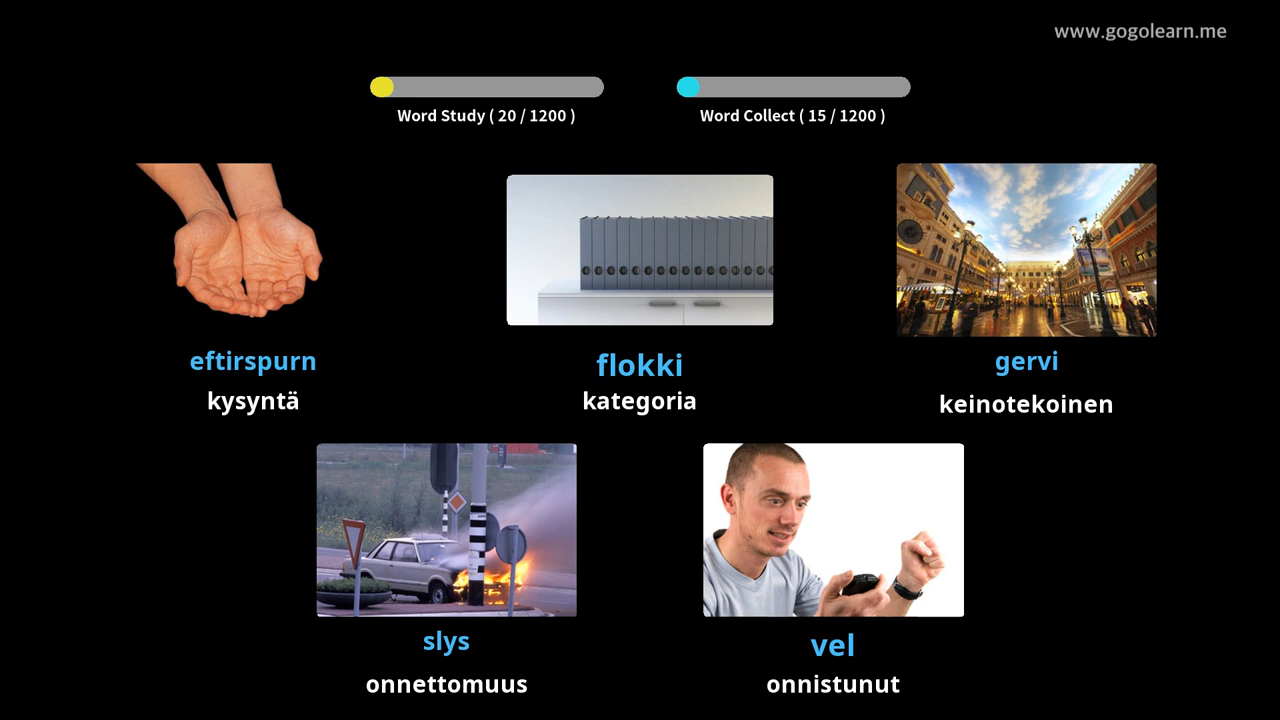 www.gogolearn.me
Word Study ( 20 / 1200 )
Word Collect ( 15 / 1200 )
eftirspurn
kysyntä
flokki
kategoria
gervi
keinotekoinen
slys
onnettomuus
vel
onnistunut